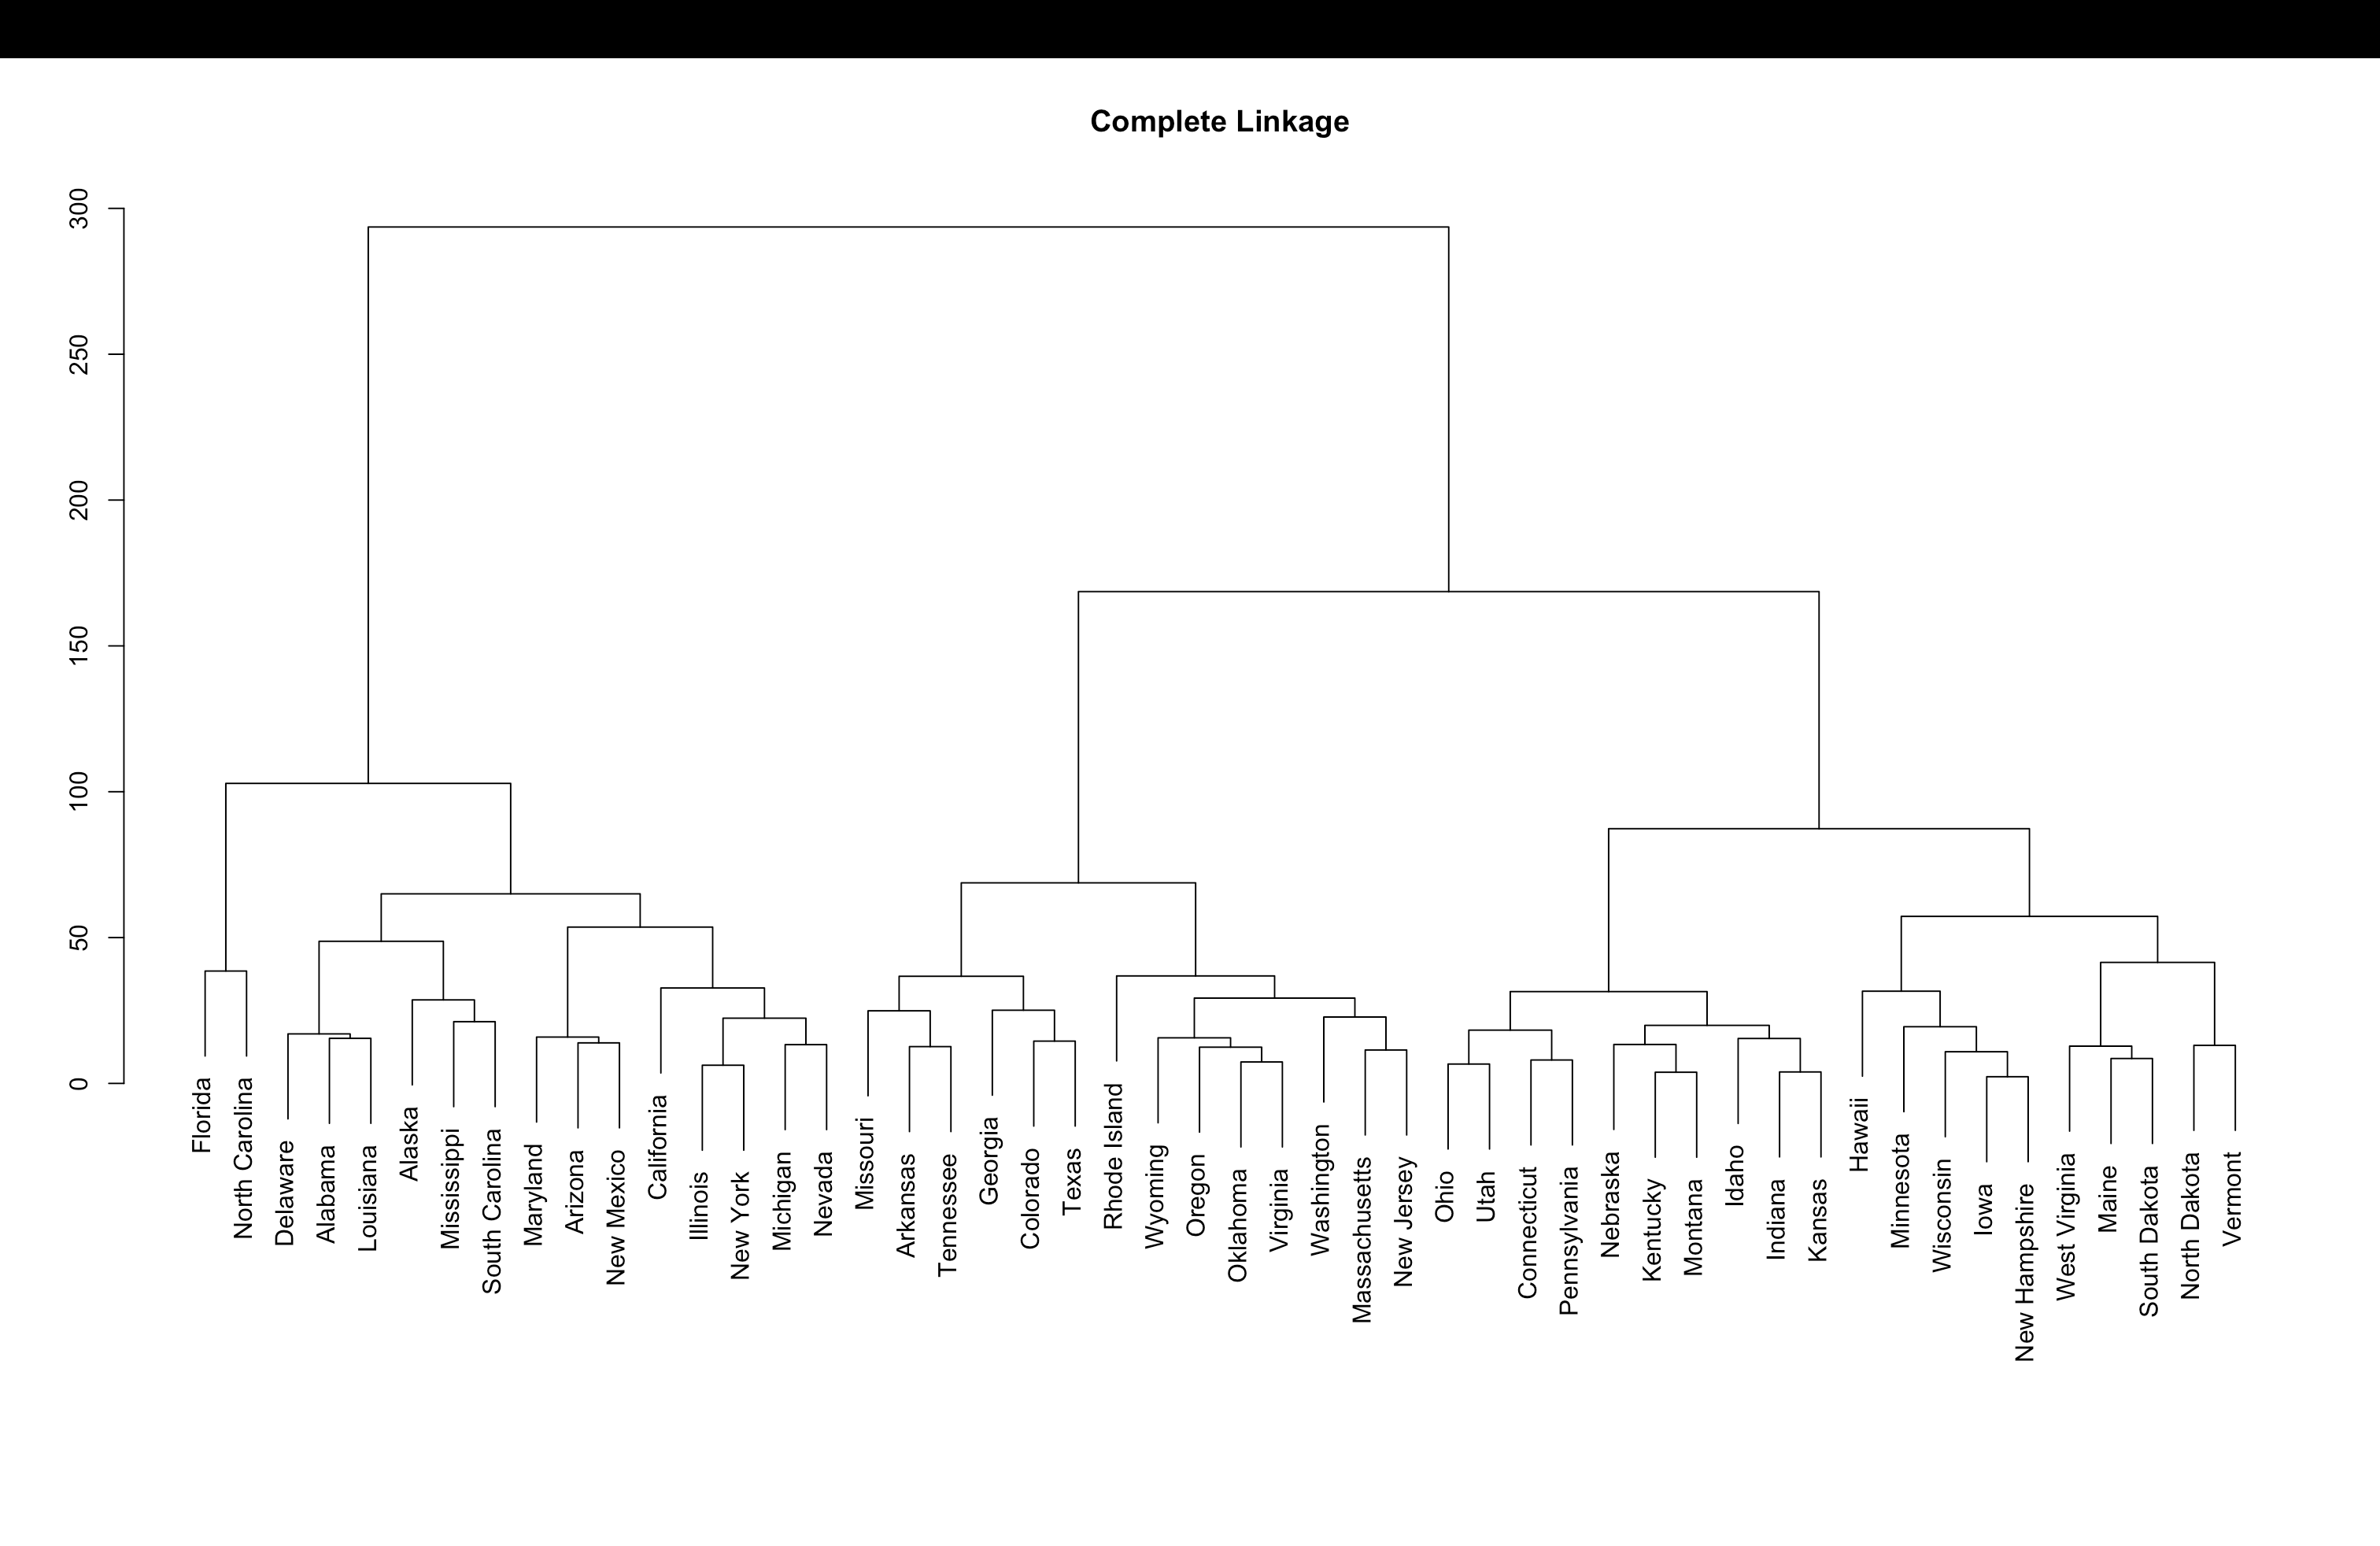 Complete Linkage
300
250
200
150
100
50
0
Florida
North Carolina
Delaware
Alabama
Louisiana
Alaska
Mississippi
South Carolina
Maryland
Arizona
New Mexico
California
Illinois
New York
Michigan
Nevada
Missouri
Arkansas
Tennessee
Georgia
Colorado
Texas
Rhode Island
Wyoming
Oregon
Oklahoma
Virginia
Washington
Massachusetts
New Jersey
Ohio
Utah
Connecticut
Pennsylvania
Nebraska
Kentucky
Montana
Idaho
Indiana
Kansas
Hawaii
Minnesota
Wisconsin
Iowa
New Hampshire
West Virginia
Maine
South Dakota
North Dakota
Vermont